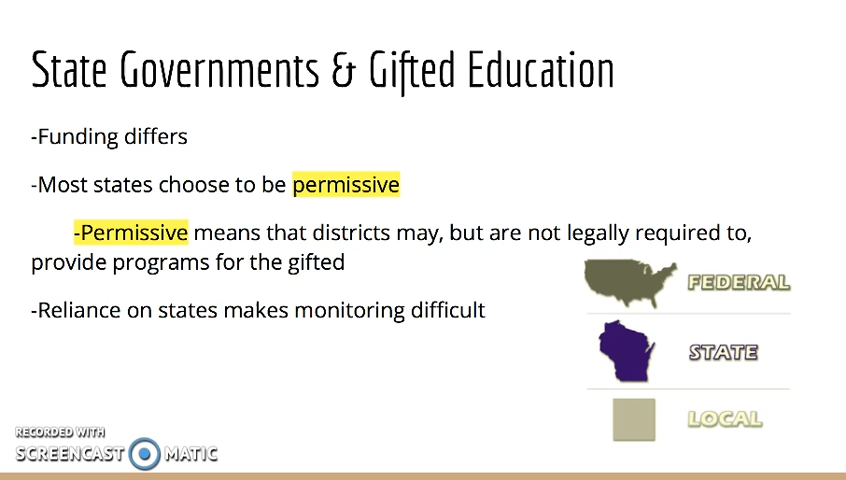 State Governments & Gifted Education
-Funding differs
-Most states choose to be permissive
-Permissive means that districts may, but are not legally required to,
provide programs for the gifted
-Reliance on states makes monitoring difficult
FEDERAL
STATE
LOCAL
RECORDED WITH
SCREENCAST MATIC